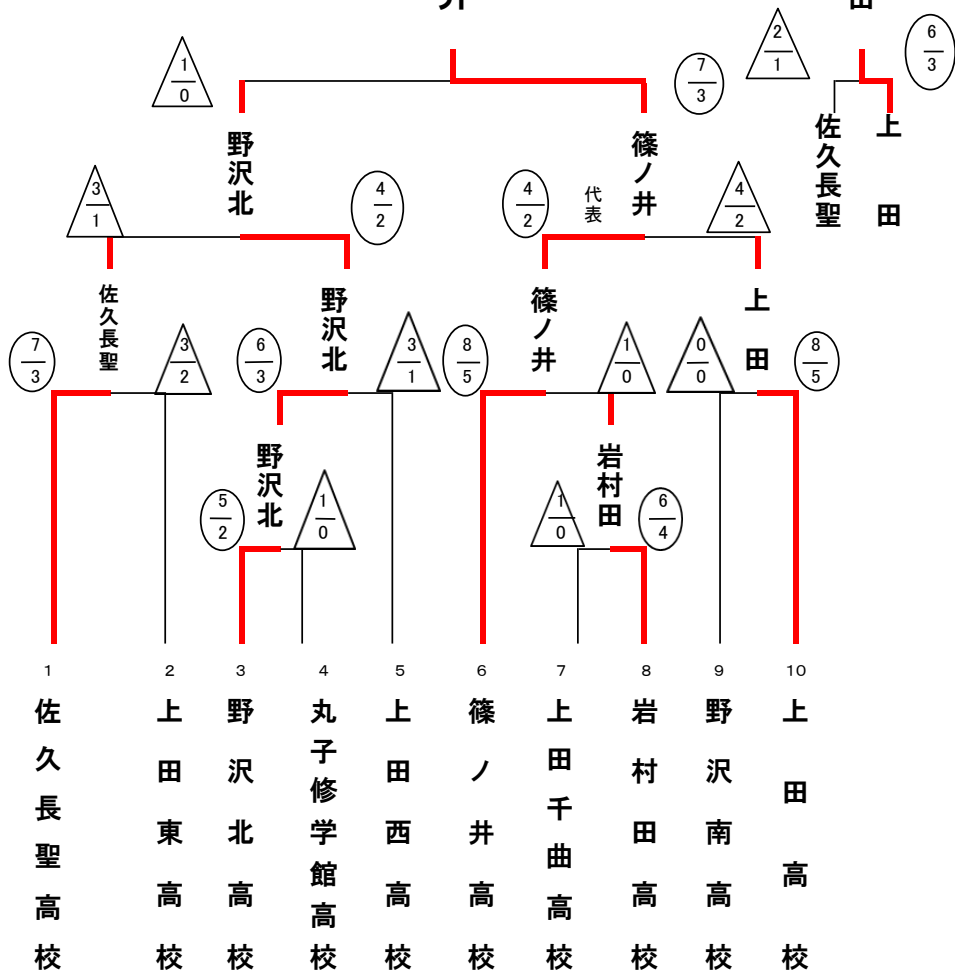 井
田
1
0
7
3
2
1
6
3
野沢北
篠ノ井
佐久長聖
上田
3
1
4
2
4
2
代表
4
2
佐久長聖
野沢北
篠ノ井
上田
7
3
3
2
6
3
3
1
8
5
1
0
0
0
8
5
野沢北
岩村田
5
2
1
0
1
0
6
4
1
2
3
4
5
6
7
8
9
10
佐久長聖高校
上田東高校
野沢北高校
丸子修学館高校
上田西高校
篠ノ井高校
上田千曲高校
岩村田高校
野沢南高校
上田高校